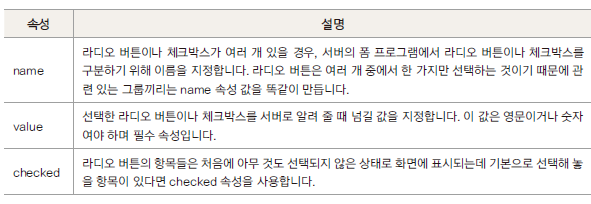 속성 설명
name
라디오 버튼이나 체크박스가 여러 개 있을 경우, 서버의 폼 프로그램에서 라디오 버튼이나 체크박스를
구분하기 위해 이름을 지정합니다. 라디오 버튼은 여러 개 중에서 한 가지만 선택하는 것이기 때문에 관
련 있는 그룹끼리는 name 속성 값을 똑같이 만듭니다.
value
선택한 라디오 버튼이나 체크박스를 서버로 알려 줄 때 넘길 값을 지정합니다. 이 값은 영문이거나 숫자
여야 하며 필수 속성입니다.
checked
라디오 버튼의 항목들은 처음에 아무 것도 선택되지 않은 상태로 화면에 표시되는데 기본으로 선택해 놓
을 항목이 있다면 checked 속성을 사용합니다.